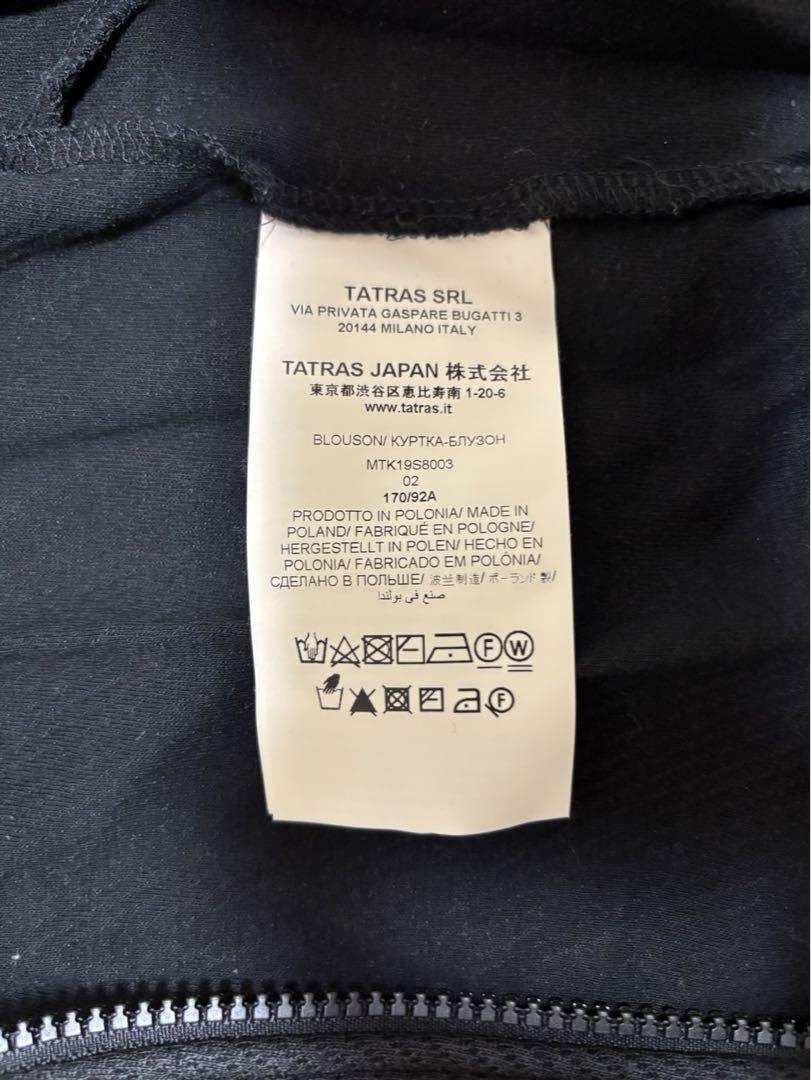 TATRAS SRL
VIA PRIVATA GASPARE BUGATTI 3
20144 MILANO ITALY
TATRAS JAPAN 株式会社
東京都渋谷区恵比寿南 1-20-6
www.tatras.it
BLOUSON/ КУРТКА-БЛУЗОН
MTK19S8003
02
170/92A
PRODOTTO IN POLONIA/ MADE IN
POLAND/ FABRIQUÉ EN POLOGNE/
HERGESTELLT IN POLEN/ HECHO EN
POLONIA/ FABRICADO EM POLÓNIA/
СДЕЛАНО В ПОЛЬШЕ/ 波兰制造/ ポーランド製/
صنع في بولندا
F W
F